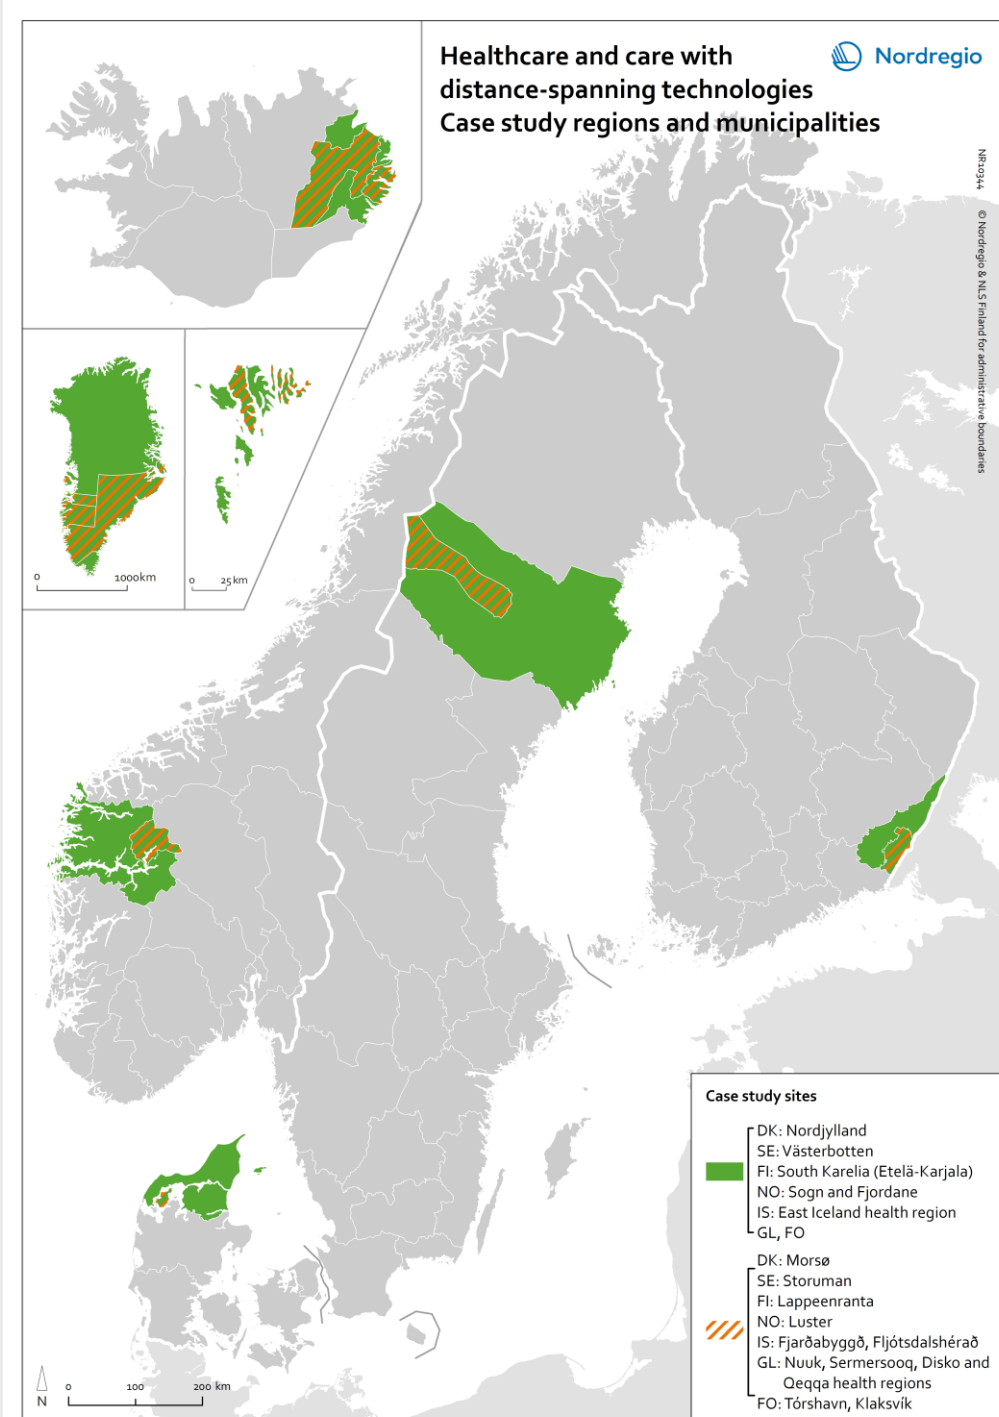 Healthcare and care with
distance-spanning technologies
Case study regions and municipalities
Nordregio
NR10344 © Nordregio & NLS Finland for administrative boundaries
0 1000km
0 25km
Case study sites
DK: Nordjylland
SE: Västerbotten
FI: South Karelia (Etelä-Karjala)
NO: Sogn and Fjordane
IS: East Iceland health region
GL, FO
DK: Morsø
SE: Storuman
FI: Lappeenranta
NO: Luster
IS: Fjarðabyggð, Fljótsdalshérað
GL: Nuuk, Sermersooq, Disko and
Qeqqa health regions
FO: Tórshavn, Klaksvík
N
0 100 200 km